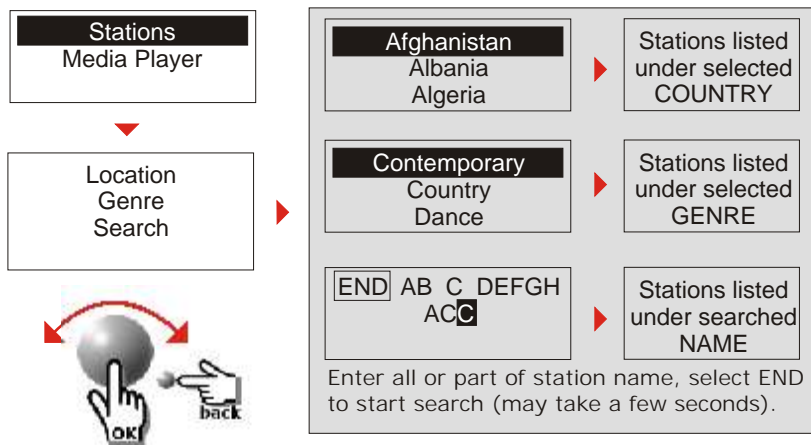 Stations
Media Player
Location
Genre
Search
OK
back
Afghanistan
Albania
Algeria
Stations listed
under selected
COUNTRY
Contemporary
Country
Dance
Stations listed
under selected
GENRE
END AB C DEFGH
ACC
Stations listed
under searched
NAME
Enter all or part of station name, select END
to start search (may take a few seconds).